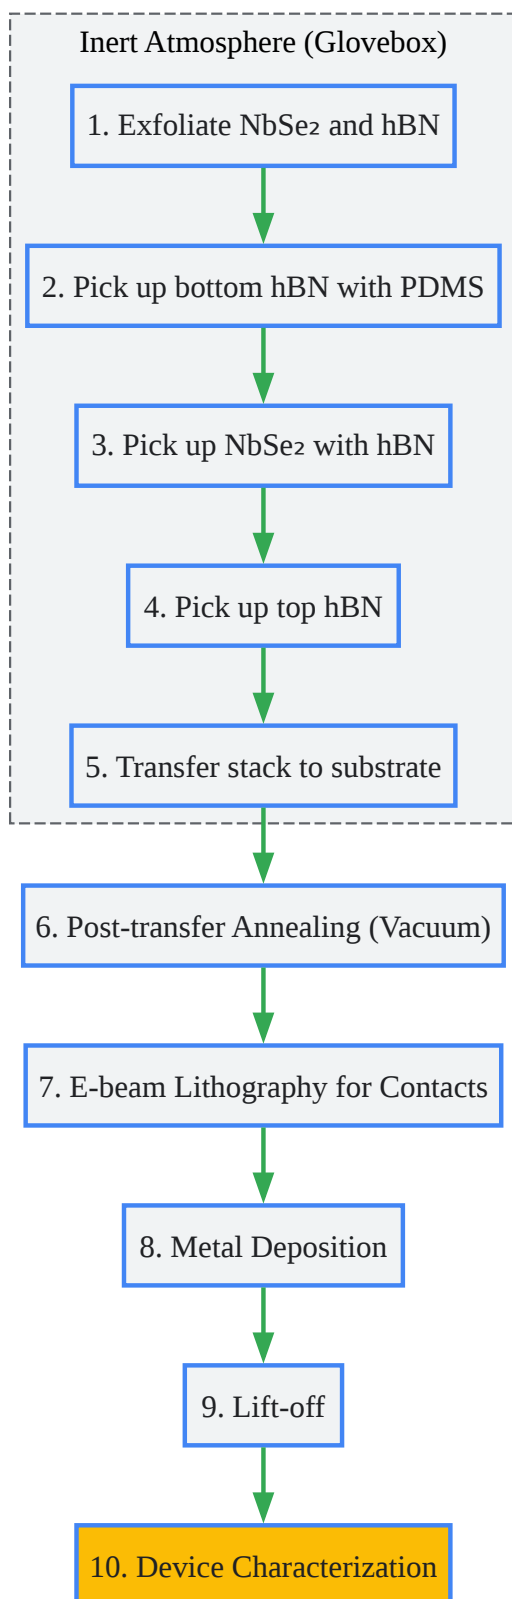 Inert Atmosphere (Glovebox)
1. Exfoliate NbSe₂ and hBN
2. Pick up bottom hBN with PDMS
3. Pick up NbSe₂ with hBN
4. Pick up top hBN
5. Transfer stack to substrate
6. Post-transfer Annealing (Vacuum)
7. E-beam Lithography for Contacts
8. Metal Deposition
9. Lift-off
10. Device Characterization